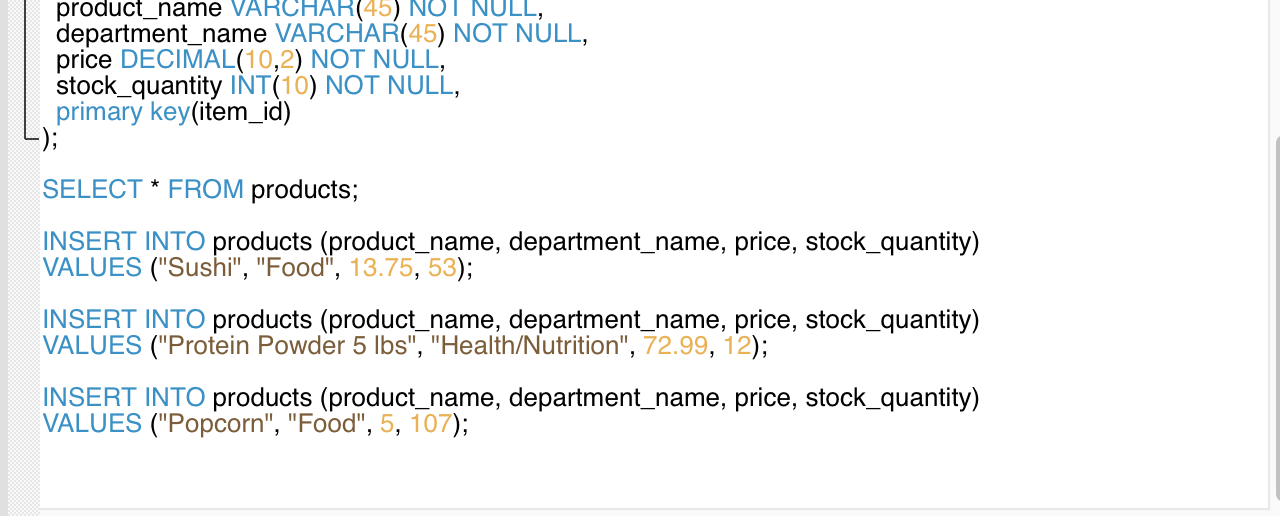 product_name VARCHAR(45) NOT NULL,
department_name VARCHAR(45) NOT NULL,
price DECIMAL(10,2) NOT NULL,
stock_quantity INT(10) NOT NULL,
primary key(item_id)
);
SELECT * FROM products;
INSERT INTO products (product_name, department_name, price, stock_quantity)
VALUES ("Sushi", "Food", 13.75, 53);
INSERT INTO products (product_name, department_name, price, stock_quantity)
VALUES ("Protein Powder 5 lbs", "Health/Nutrition", 72.99, 12);
INSERT INTO products (product_name, department_name, price, stock_quantity)
VALUES ("Popcorn", "Food", 5, 107);